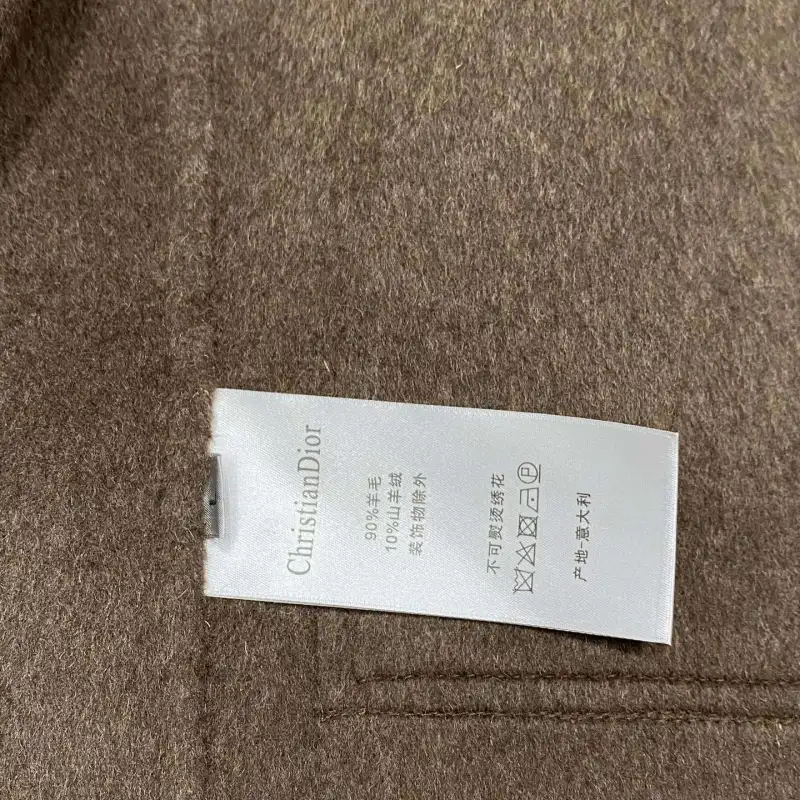 ChristianDior
90%羊毛
10%山羊绒
装饰物除外
不可熨烫绣花
P
产地-意大利